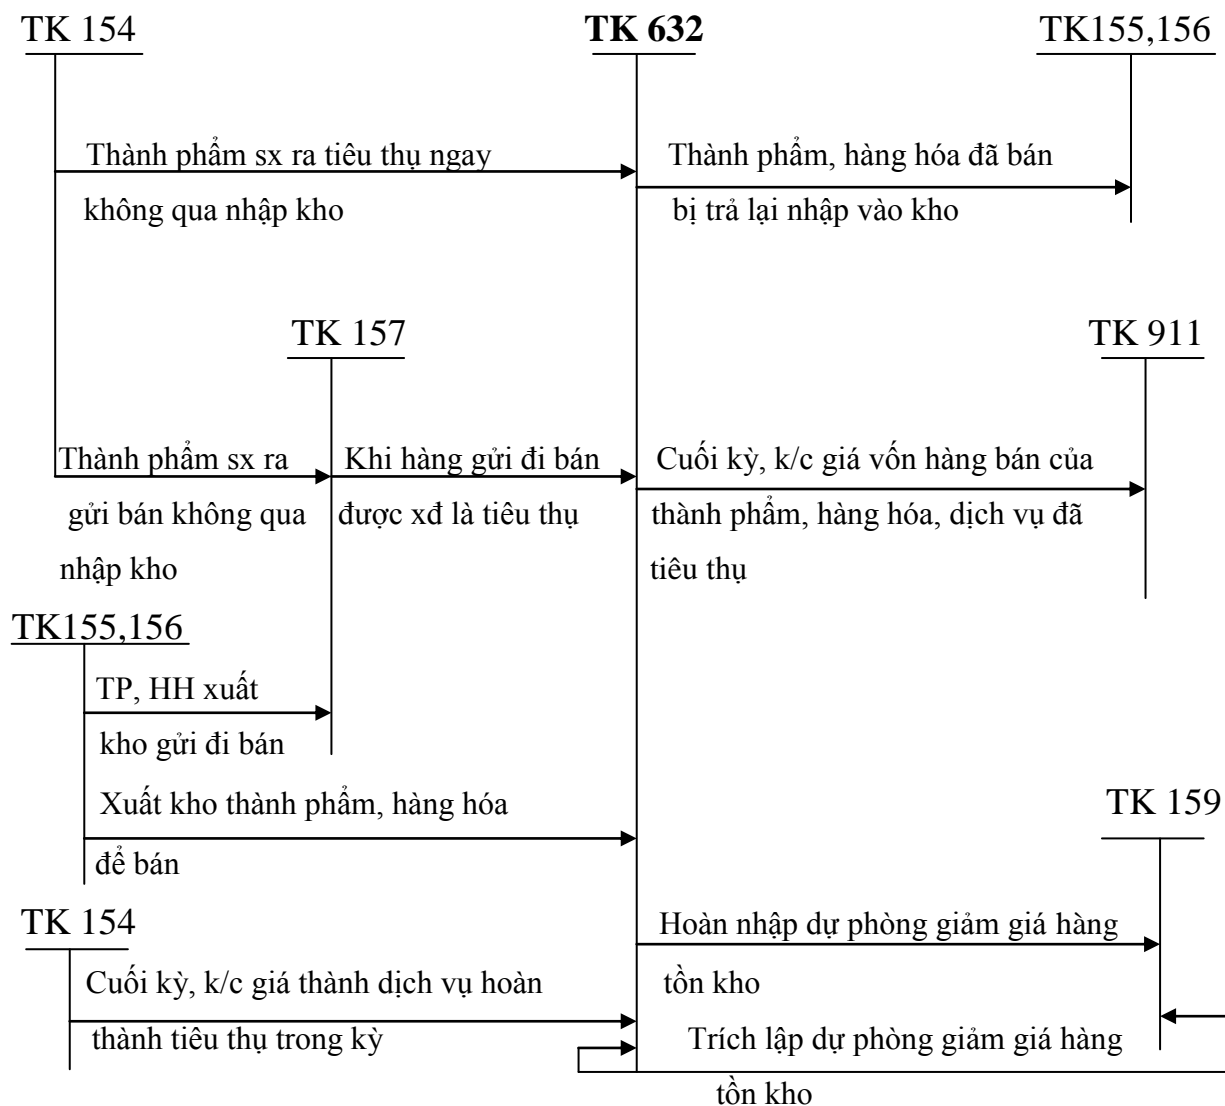 TK 154
TK 632
TK155,156
Thành phẩm sx ra tiêu thụ ngay
không qua nhập kho
Thành phẩm, hàng hóa đã bán
bị trả lại nhập vào kho
TK 157
TK 911
Thành phẩm sx ra
gửi bán không qua
nhập kho
Khi hàng gửi đi bán
được xđ là tiêu thụ
Cuối kỳ, k/c giá vốn hàng bán của
thành phẩm, hàng hóa, dịch vụ đã
tiêu thụ
TK155,156
TP, HH xuất
kho gửi đi bán
Xuất kho thành phẩm, hàng hóa
để bán
TK 159
TK 154
Hoàn nhập dự phòng giảm giá hàng
tồn kho
Cuối kỳ, k/c giá thành dịch vụ hoàn
thành tiêu thụ trong kỳ
Trích lập dự phòng giảm giá hàng
tồn kho